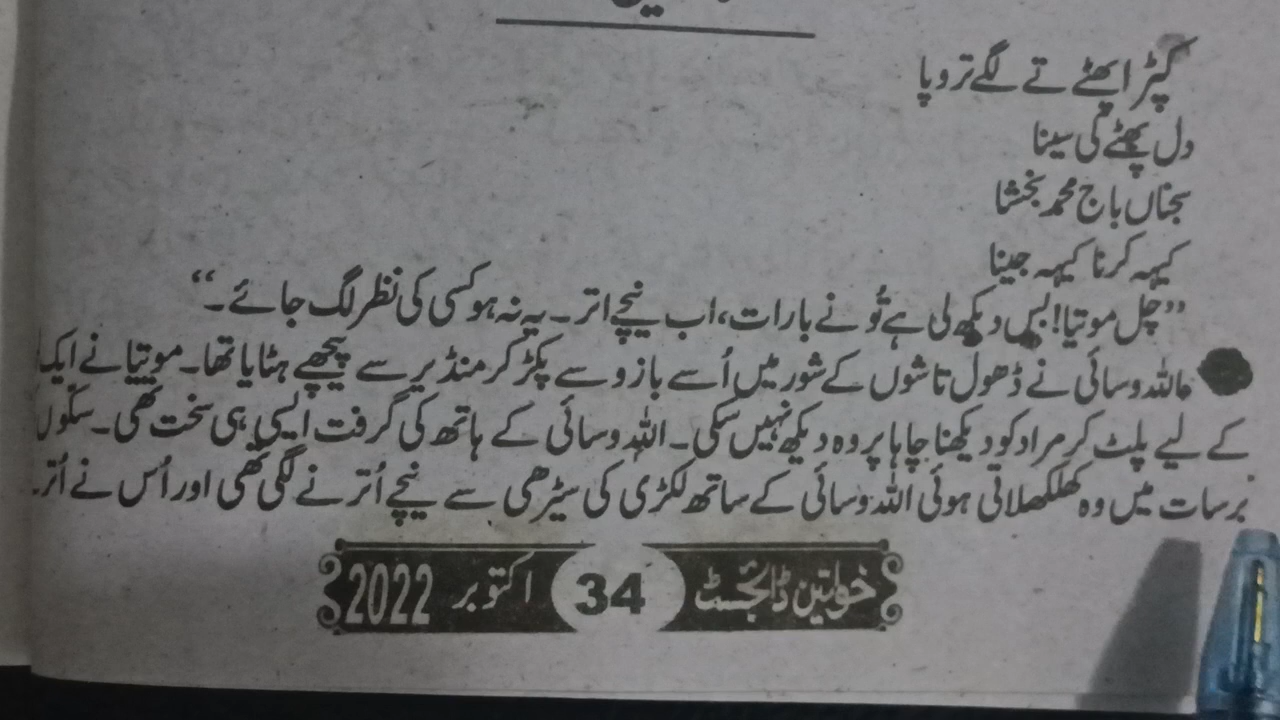 کپڑا پھٹے تے لگے تروپا
دل پھٹے کی سینا
سجناں باج محمد بخشا
کیہہ کرنا کیہہ جینا
”چل موتیا! بس دیکھ لی ہے تُو نے بارات، اب نیچے اتر۔ یہ نہ ہو کسی کی نظر لگ جائے۔“
اللہ وسائی نے ڈھول تاشوں کے شور میں اُسے بازو سے پکڑ کر منڈیر سے پیچھے ہٹایا تھا۔ موتیا نے ایک
کے لیے پلٹ کر مراد کو دیکھنا چاہا پر وہ دیکھ نہیں سکی۔ اللہ وسائی کے ہاتھ کی گرفت ایسی ہی سخت تھی۔ سکّوں
برسات میں وہ کھلکھلاتی ہوئی اللہ وسائی کے ساتھ لکڑی کی سیڑھی سے نیچے اُترنے لگی تھی اور اُس نے اُتر
خواتین ڈائجسٹ 34 اکتوبر 2022